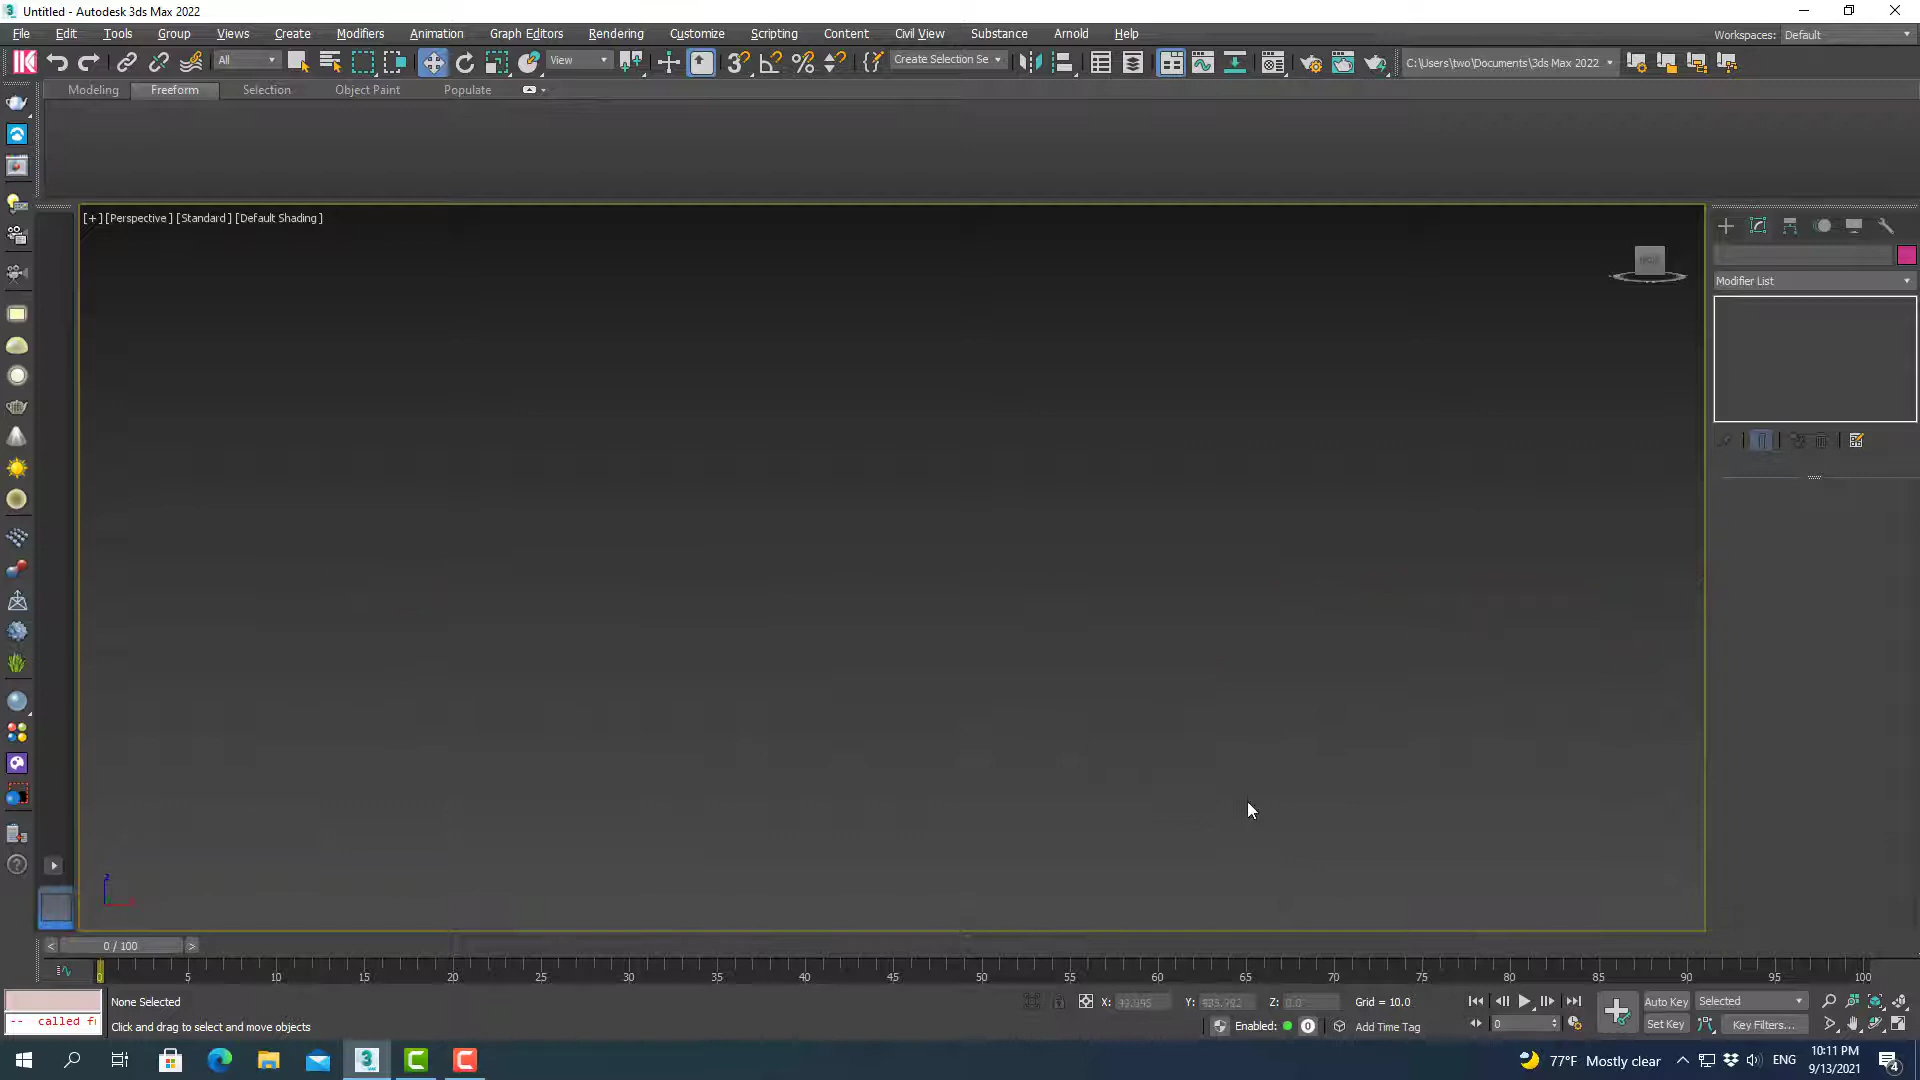 Untitled - Autodesk 3ds Max 2022
File Edit Tools Group Views Create Modifiers Animation Graph Editors Rendering Customize Scripting Content Civil View Substance Arnold Help
Workspaces: Default
All
View
Create Selection Se
C:\Users\two\Documents\3ds Max 2022
Modeling Freeform Selection Object Paint Populate
[+] [Perspective ] [Standard ] [Default Shading ]
Modifier List
0 / 100
0 5 10 15 20 25 30 35 40 45 50 55 60 65 70 75 80 85 90 95 100
None Selected
X: Y: Z: 0.0 Grid = 10.0
Auto Key Selected
-- called f
Click and drag to select and move objects
Enabled: 0 Add Time Tag
0
Set Key Key Filters...
77°F Mostly clear
ENG
10:11 PM
9/13/2021
4